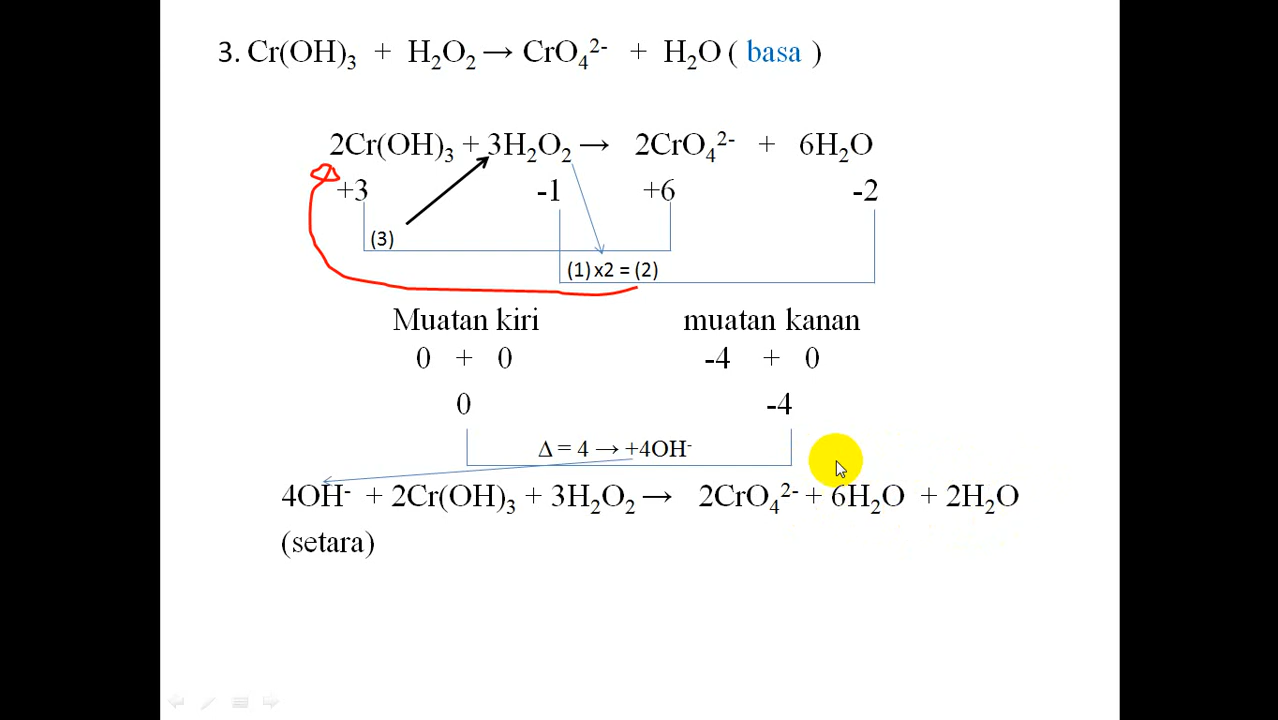 3. Cr(OH)₃ + H₂O₂ → CrO₄²⁻ + H₂O ( basa )
2Cr(OH)₃ + 3H₂O₂ → 2CrO₄²⁻ + 6H₂O
+3 -1 +6 -2
(3)
(1) x2 = (2)
Muatan kiri muatan kanan
0 + 0 -4 + 0
0 -4
Δ = 4 → +4OH⁻
4OH⁻ + 2Cr(OH)₃ + 3H₂O₂ → 2CrO₄²⁻ + 6H₂O + 2H₂O
(setara)